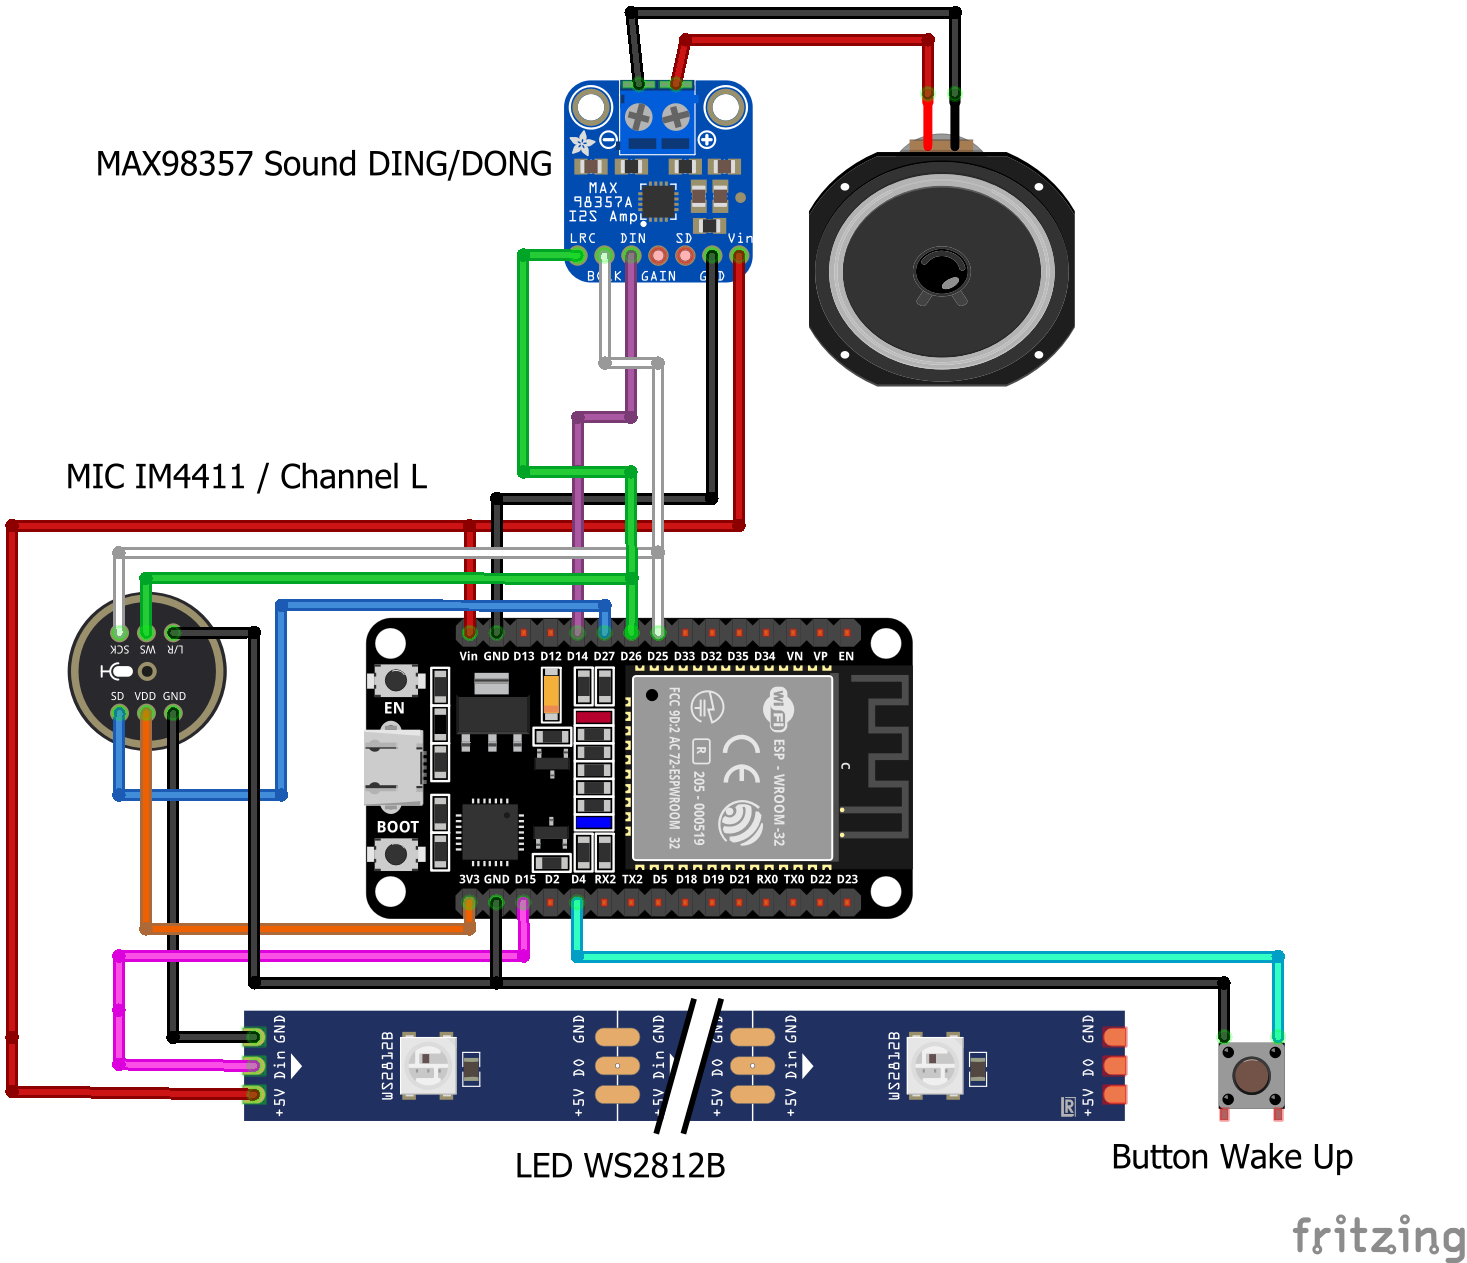 MAX98357 Sound DING/DONG
MAX
98357A
I2S Amp
LRC DIN SD Vin
BCLK GAIN GND
MIC IM4411 / Channel L
SCK WS L/R
SD VDD GND
Vin GND D13 D12 D14 D27 D26 D25 D33 D32 D35 D34 VN VP EN
EN
BOOT
FCC 9D:2 AC 72-ESPWROOM 32
R 205 - 000519
CE
WiFi
ESP - WROOM -32
C
3V3 GND D15 D2 D4 RX2 TX2 D5 D18 D19 D21 RX0 TX0 D22 D23
GND Din +5V
WS2812B
GND DO +5V
GND Din +5V
GND DO +5V
GND Din +5V
WS2812B
R
GND DO +5V
LED WS2812B
Button Wake Up
fritzing